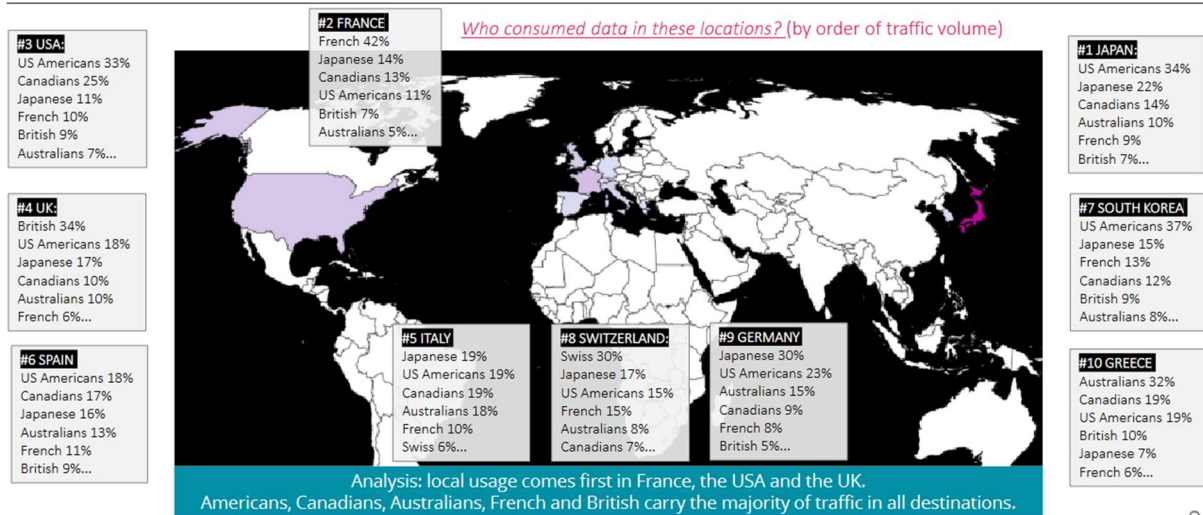 Who consumed data in these locations? (by order of traffic volume)
#3 USA:
US Americans 33%
Canadians 25%
Japanese 11%
French 10%
British 9%
Australians 7%...
#2 FRANCE
French 42%
Japanese 14%
Canadians 13%
US Americans 11%
British 7%
Australians 5%...
#1 JAPAN:
US Americans 34%
Japanese 22%
Canadians 14%
Australians 10%
French 9%
British 7%...
#4 UK:
British 34%
US Americans 18%
Japanese 17%
Canadians 10%
Australians 10%
French 6%...
#7 SOUTH KOREA
US Americans 37%
Japanese 15%
French 13%
Canadians 12%
British 9%
Australians 8%...
#6 SPAIN
US Americans 18%
Canadians 17%
Japanese 16%
Australians 13%
French 11%
British 9%...
#5 ITALY
Japanese 19%
US Americans 19%
Canadians 19%
Australians 18%
French 10%
Swiss 6%...
#8 SWITZERLAND:
Swiss 30%
Japanese 17%
US Americans 15%
French 15%
Australians 8%
Canadians 7%...
#9 GERMANY
Japanese 30%
US Americans 23%
Australians 15%
Canadians 9%
French 8%
British 5%...
#10 GREECE
Australians 32%
Canadians 19%
US Americans 19%
British 10%
Japanese 7%
French 6%...
Analysis: local usage comes first in France, the USA and the UK.
Americans, Canadians, Australians, French and British carry the majority of traffic in all destinations.